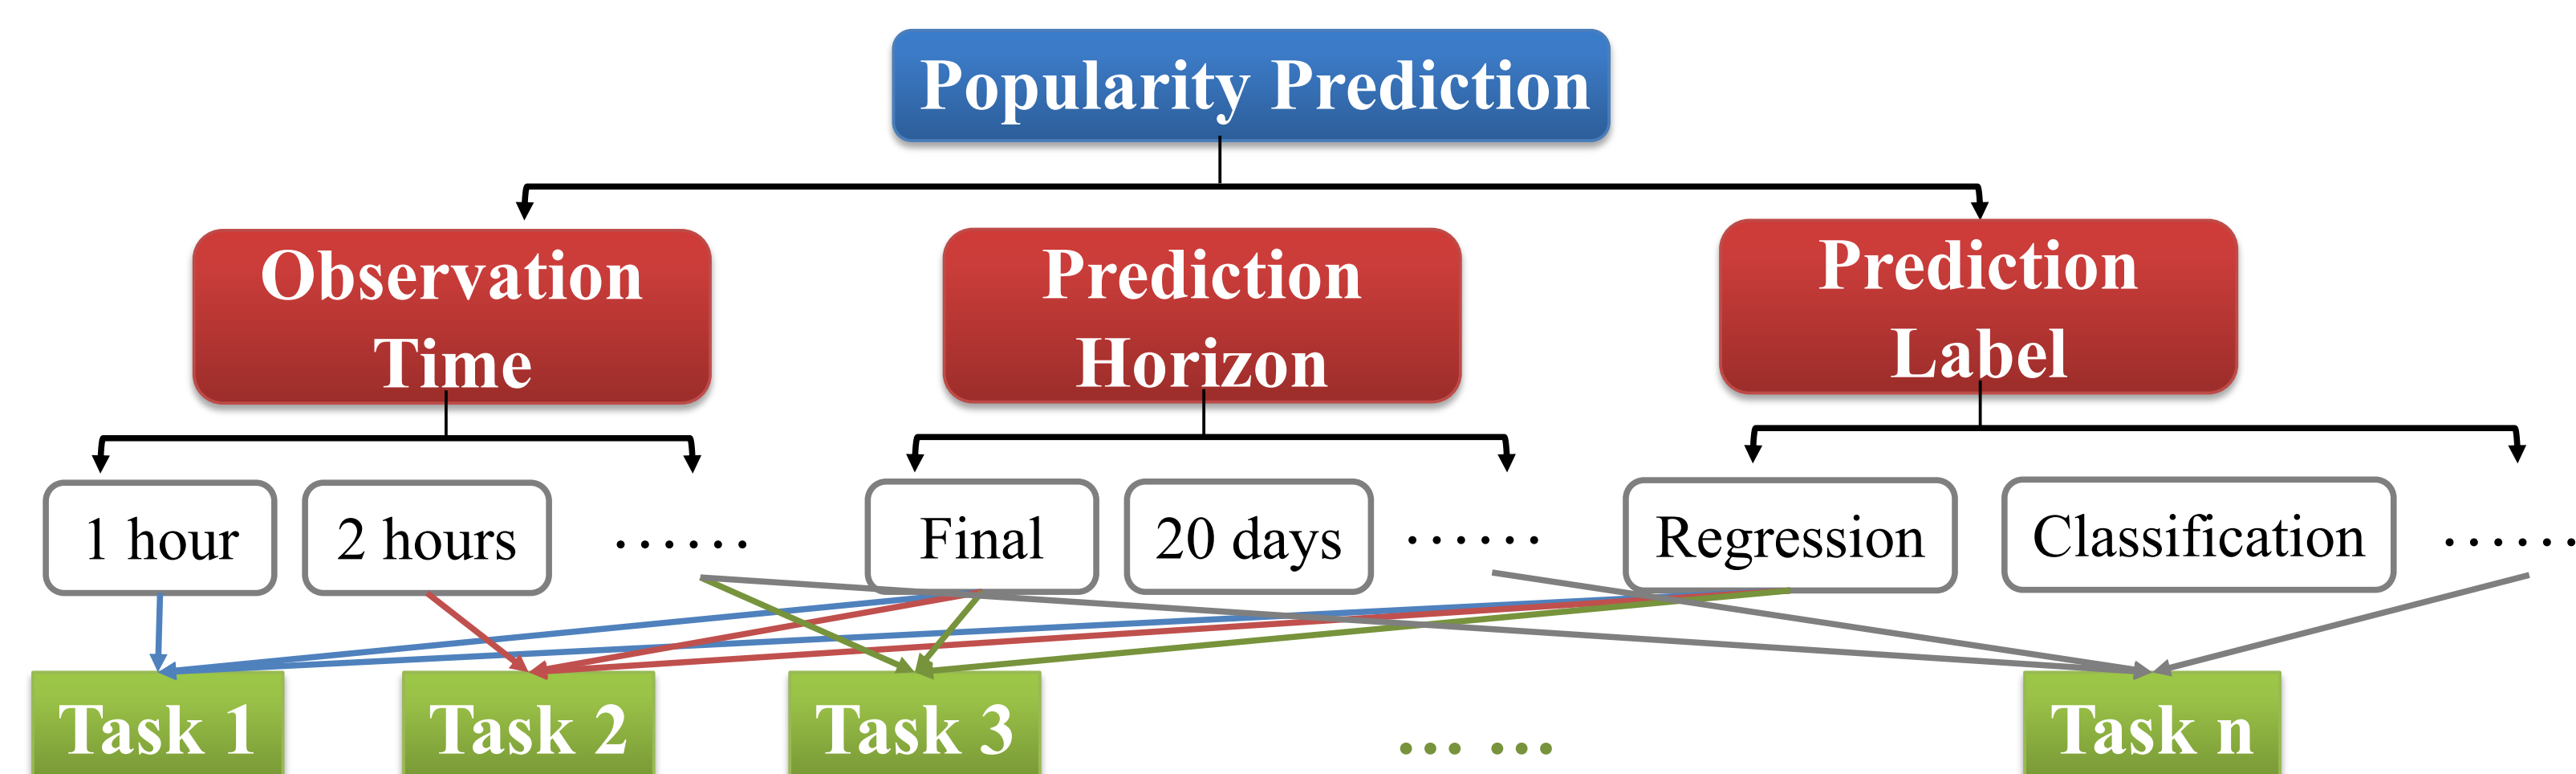 Popularity Prediction
Observation
Time
Prediction
Horizon
Prediction
Label
1 hour
2 hours
......
Final
20 days
......
Regression
Classification
......
Task 1
Task 2
Task 3
... ...
Task n